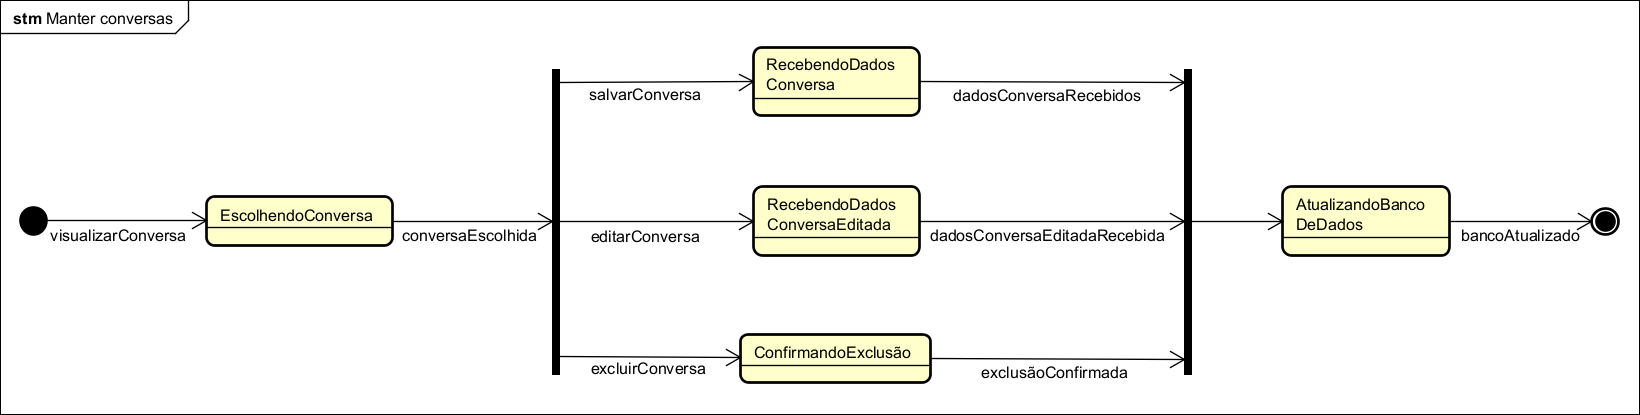 stm Manter conversas
RecebendoDados
Conversa
salvarConversa
dadosConversaRecebidos
EscolhendoConversa
visualizarConversa
conversaEscolhida
RecebendoDados
ConversaEditada
editarConversa
dadosConversaEditadaRecebida
AtualizandoBanco
DeDados
bancoAtualizado
ConfirmandoExclusão
excluirConversa
exclusãoConfirmada